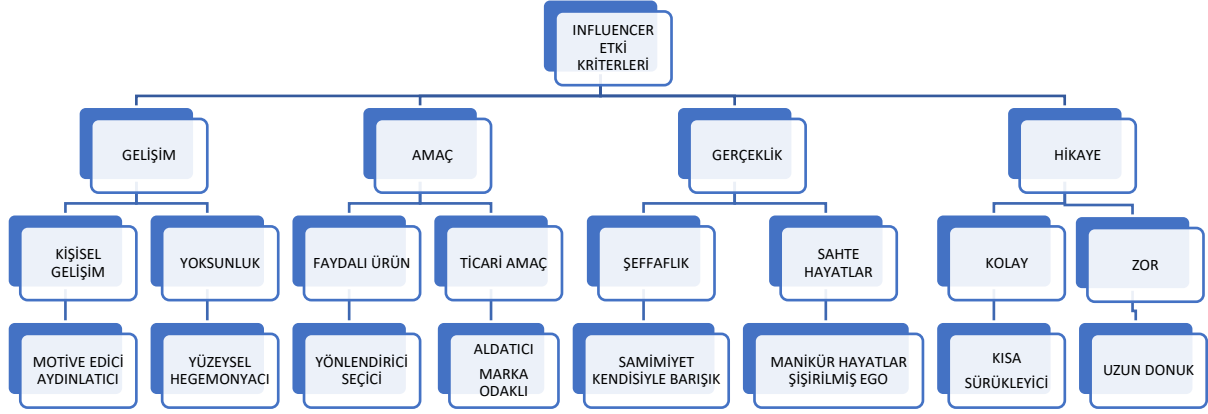 INFLUENCER
ETKİ
KRİTERLERİ
GELİŞİM
AMAÇ
GERÇEKLİK
HİKAYE
KİŞİSEL
GELİŞİM
YOKSUNLUK
FAYDALI ÜRÜN
TİCARİ AMAÇ
ŞEFFAFLIK
SAHTE
HAYATLAR
KOLAY
ZOR
MOTİVE EDİCİ
AYDINLATICI
YÜZEYSEL
HEGEMONYACI
YÖNLENDİRİCİ
SEÇİCİ
ALDATICI
MARKA
ODAKLI
SAMİMİYET
KENDİSİYLE BARIŞIK
MANİKÜR HAYATLAR
ŞİŞİRİLMİŞ EGO
KISA
SÜRÜKLEYİCİ
UZUN DONUK